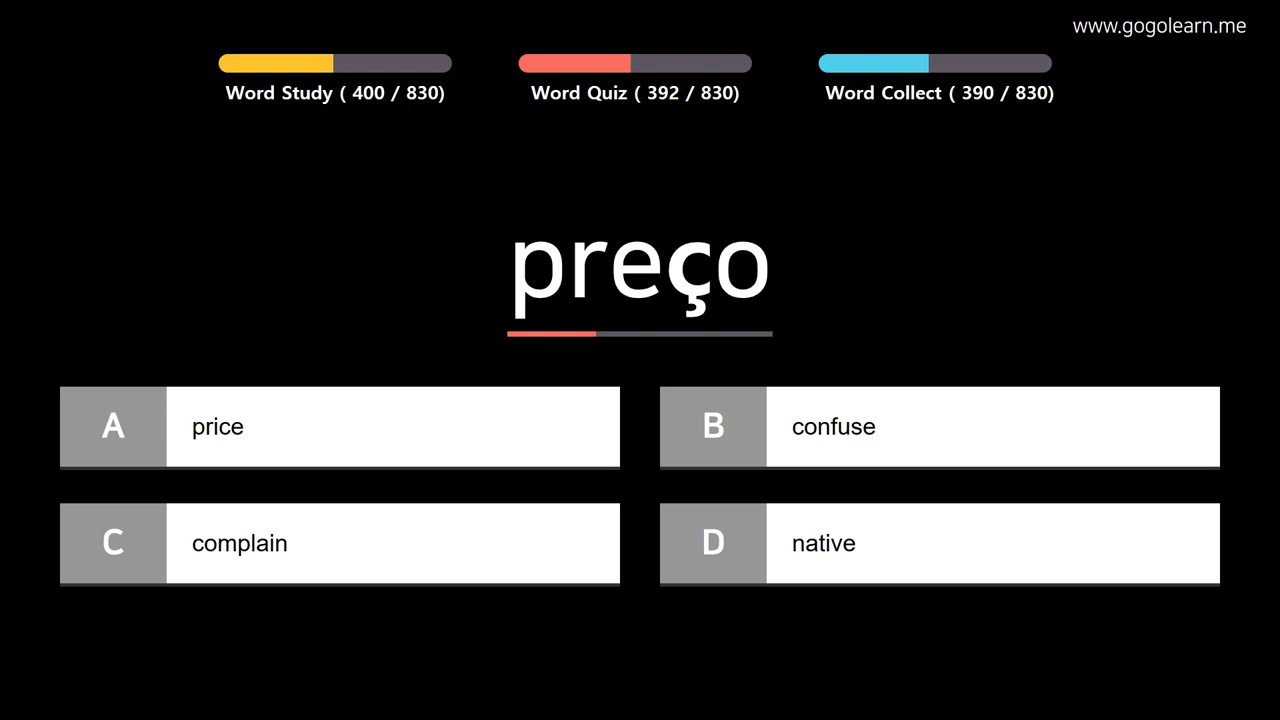 www.gogolearn.me
Word Study ( 400 / 830)
Word Quiz ( 392 / 830)
Word Collect ( 390 / 830)
preço
A price
B confuse
C complain
D native